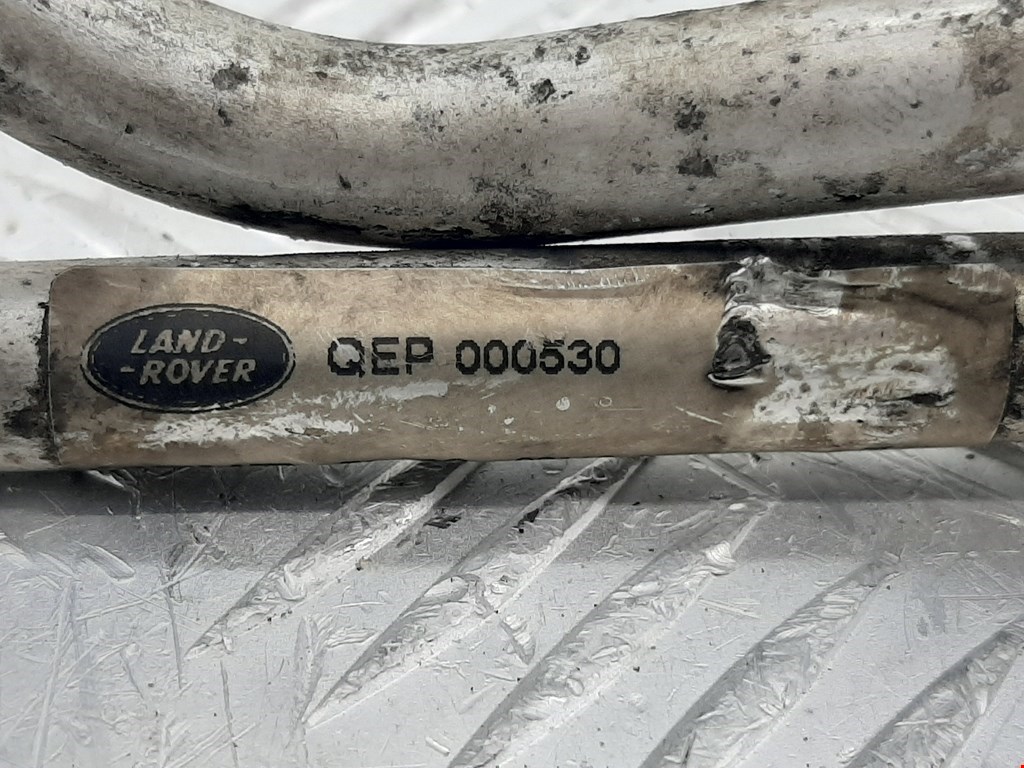 LAND-
-ROVER
QEP 000530